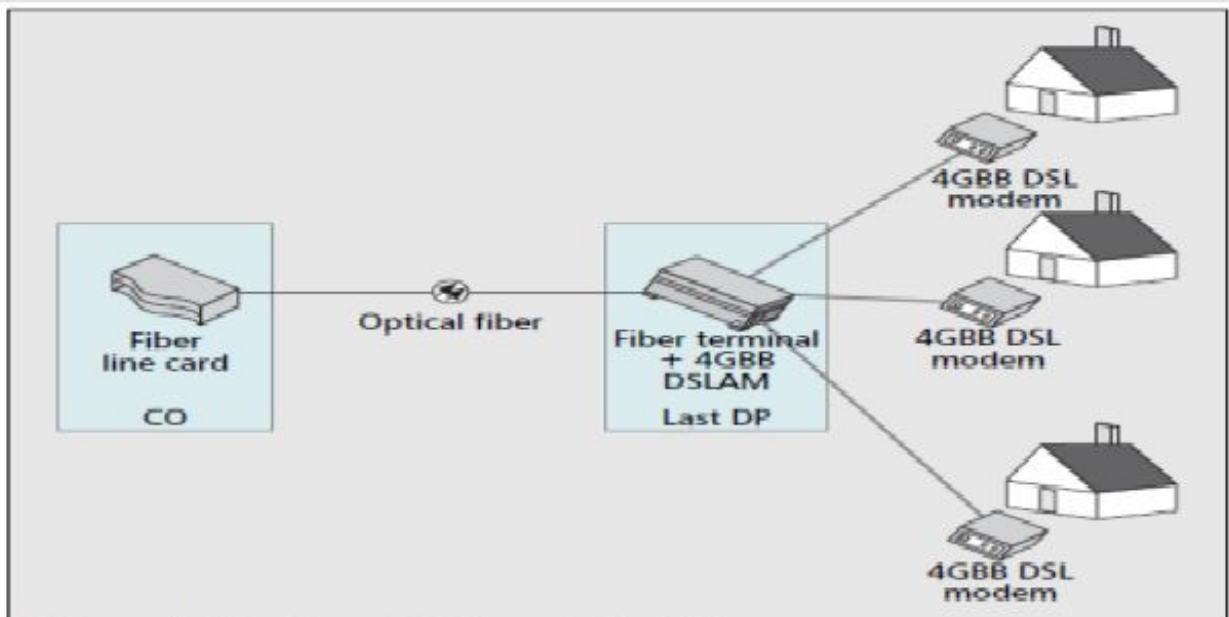 4GBB DSL
modem
Optical fiber
Fiber
line card
CO
Fiber terminal
+ 4GBB
DSLAM
Last DP
4GBB DSL
modem
4GBB DSL
modem